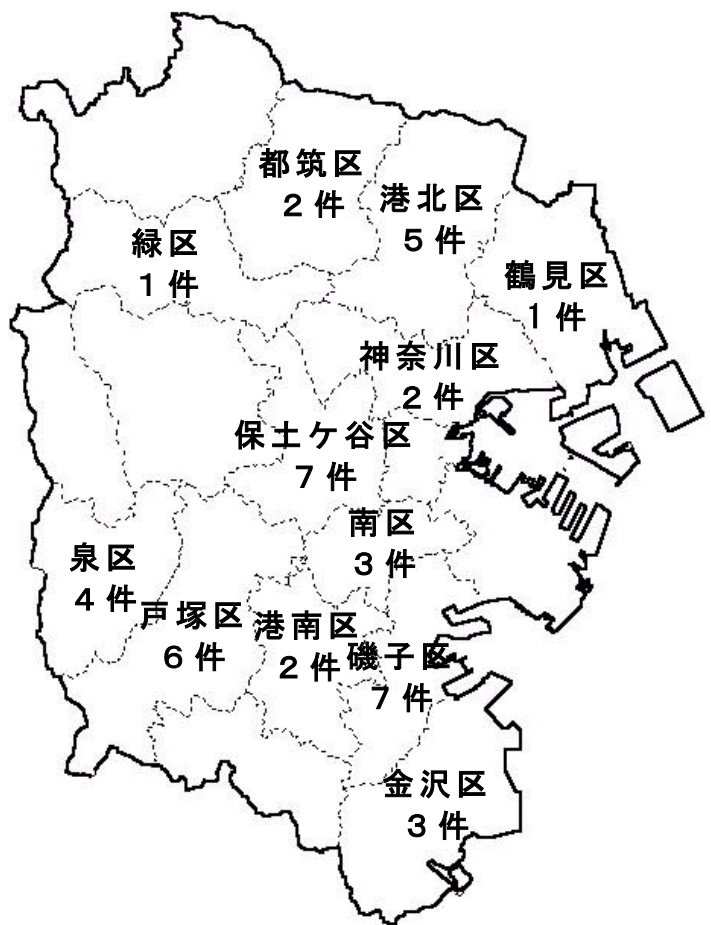 都筑区
2件
港北区
5件
緑区
1件
鶴見区
1件
神奈川区
2件
保土ケ谷区
7件
南区
3件
泉区
4件
戸塚区
6件
港南区
2件
磯子区
7件
金沢区
3件